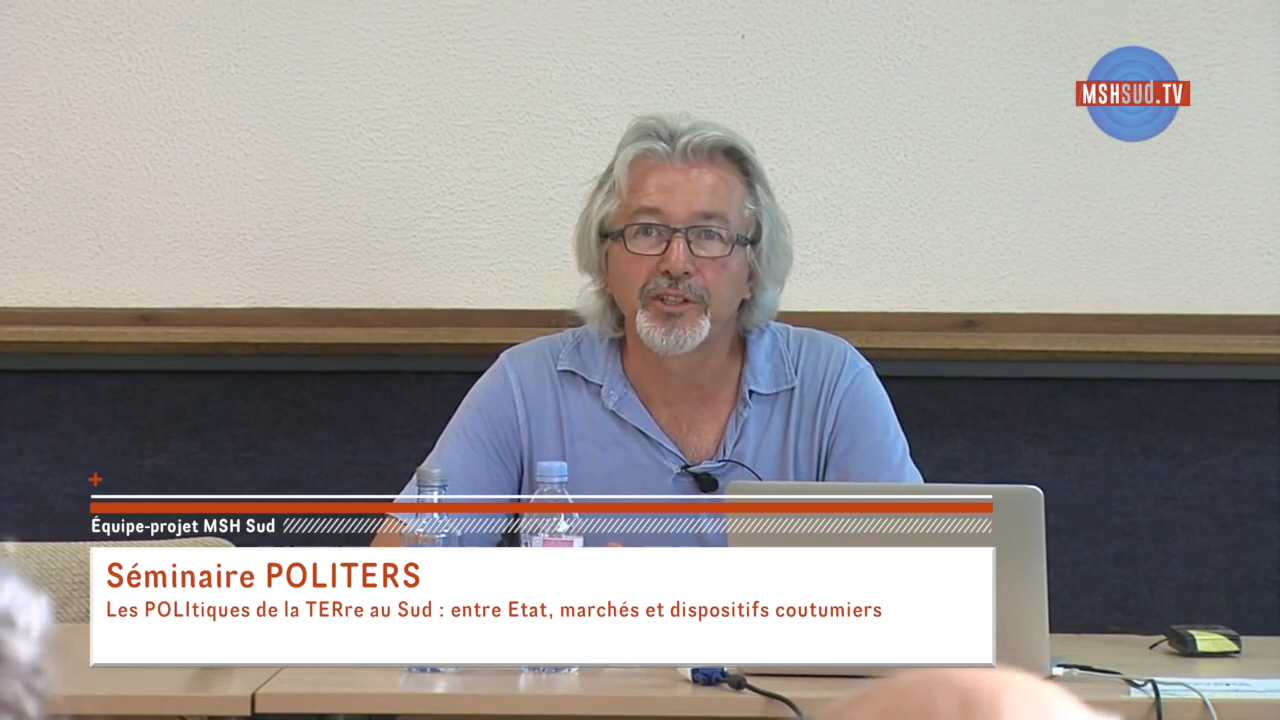 MSHSUD.TV
Équipe-projet MSH Sud
Séminaire POLITERS
Les POLItiques de la TERre au Sud : entre Etat, marchés et dispositifs coutumiers